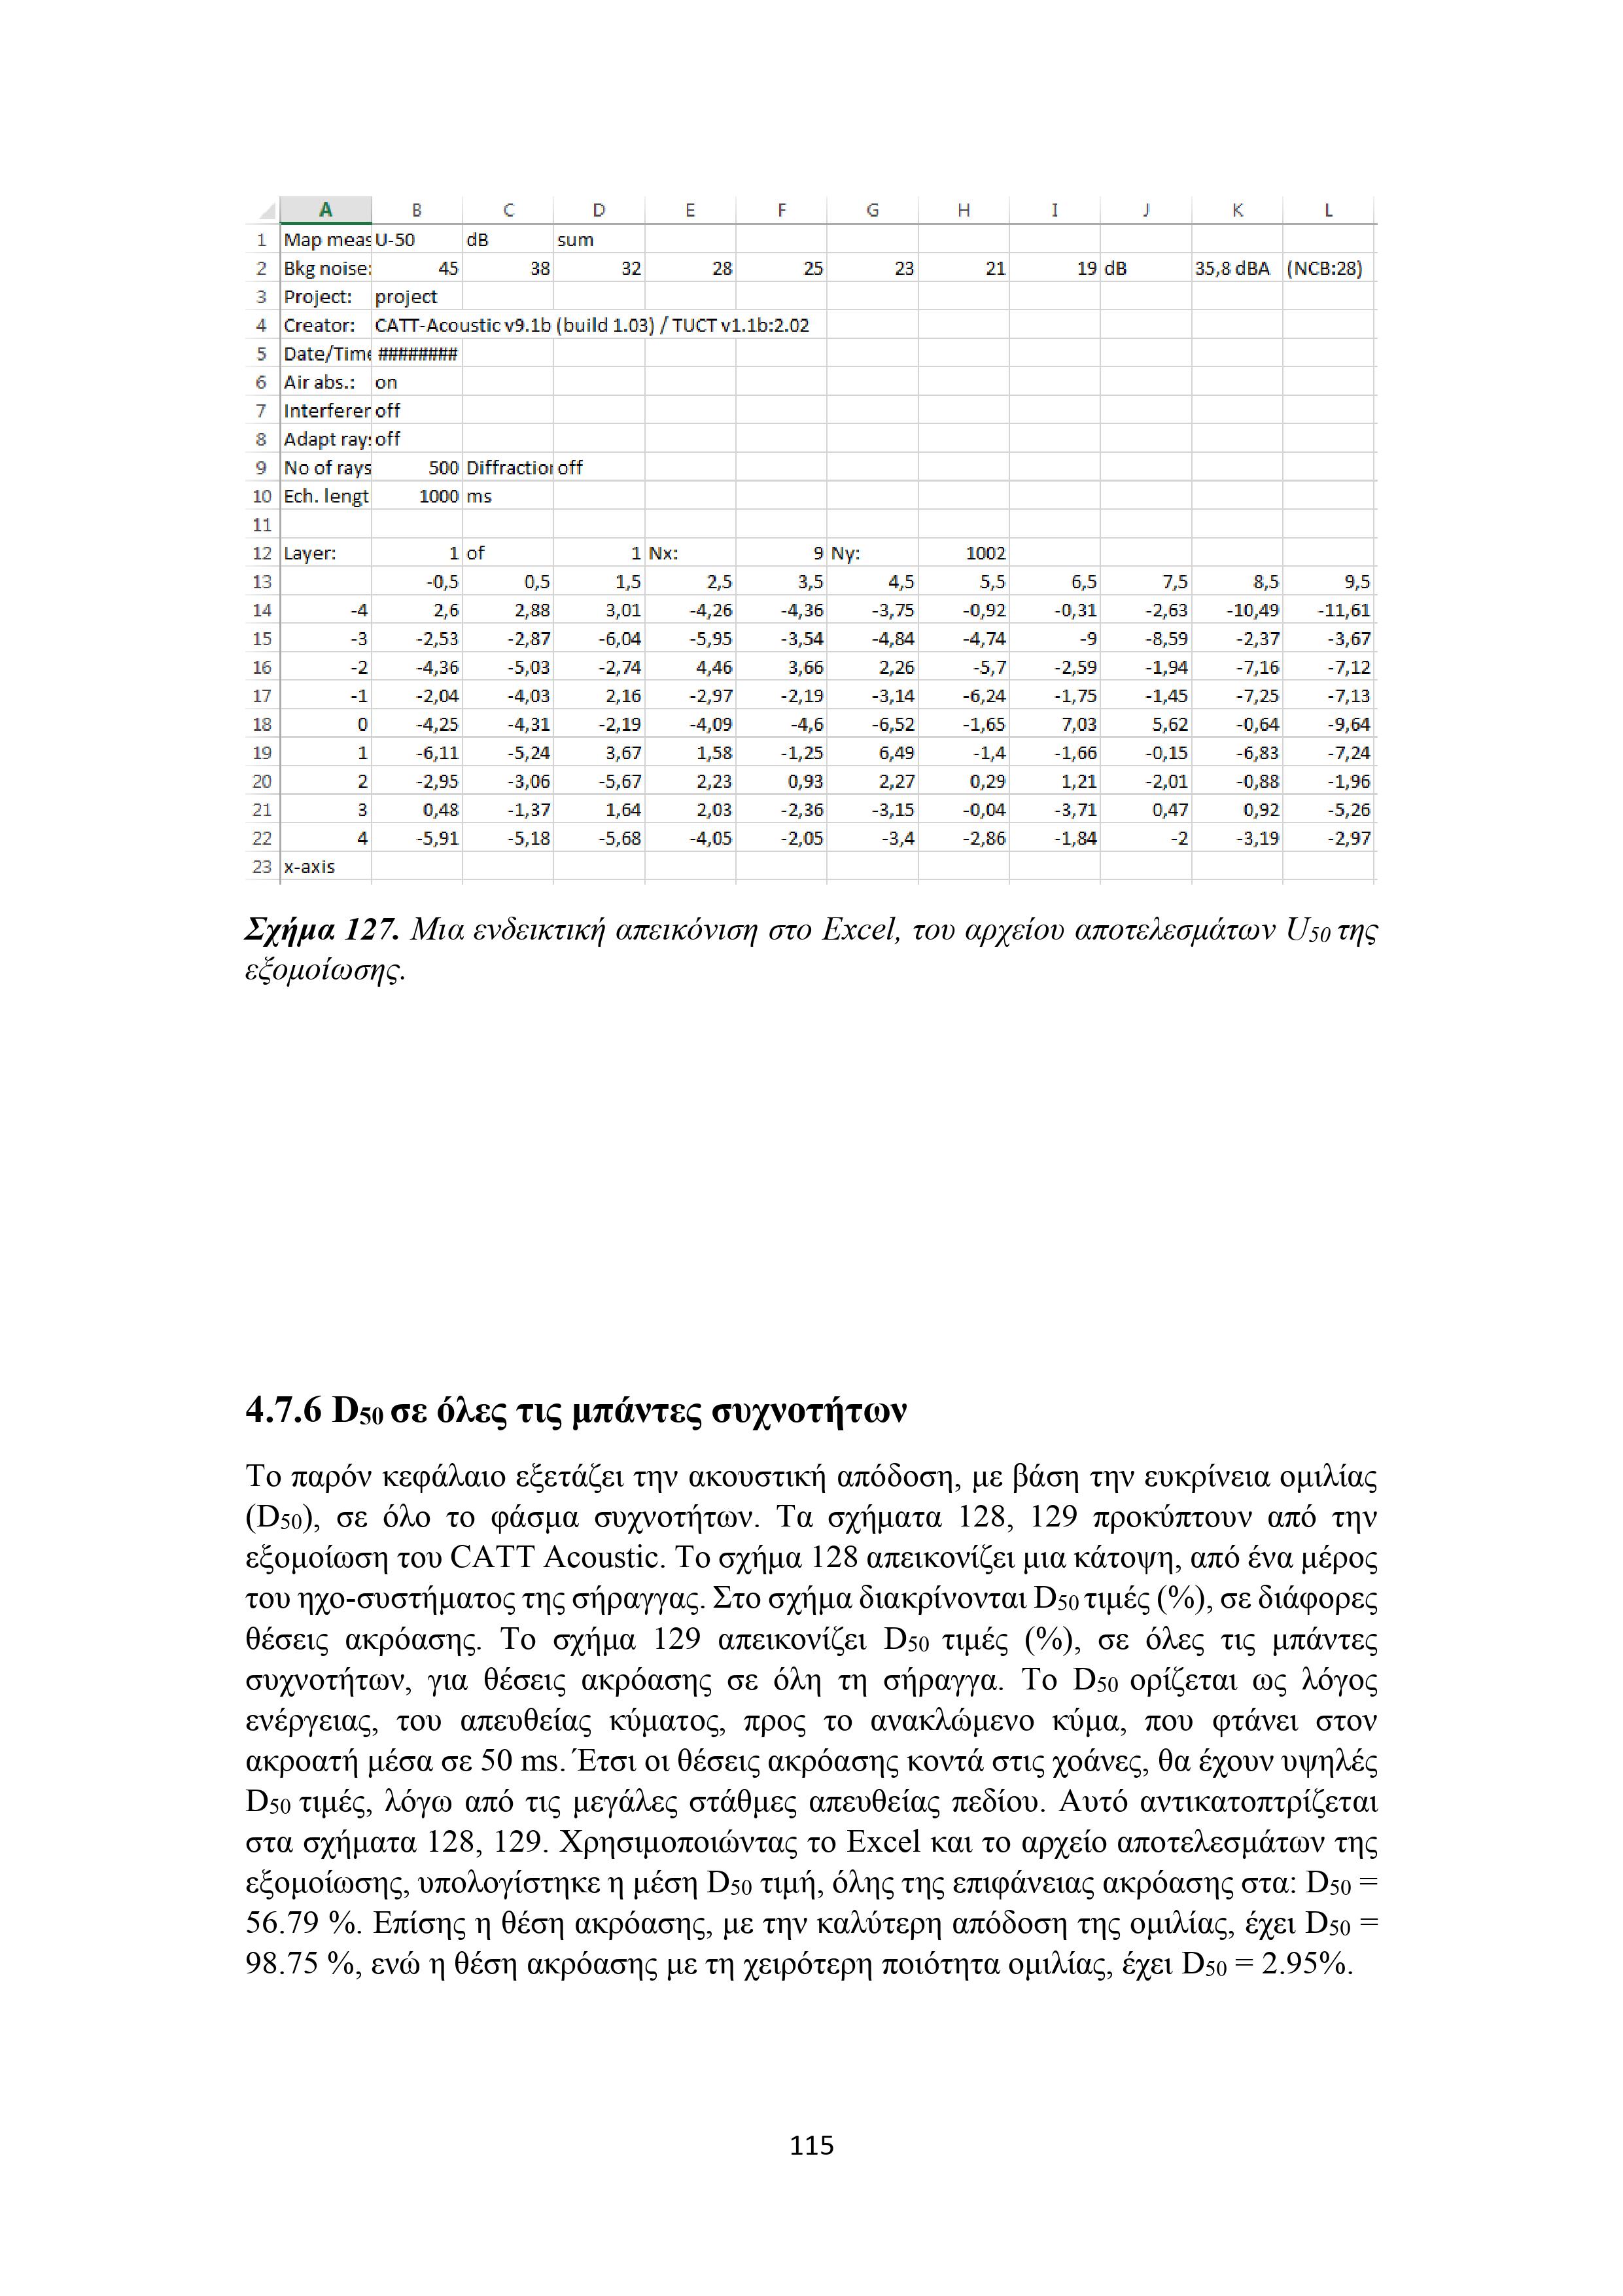 A B C D E F G H I J K L
1 Map meas U-50 dB sum
2 Bkg noise: 45 38 32 28 25 23 21 19 dB 35,8 dBA (NCB:28)
3 Project: project
4 Creator: CATT-Acoustic v9.1b (build 1.03) / TUCT v1.1b:2.02
5 Date/Time ########
6 Air abs.: on
7 Interferen off
8 Adapt rays off
9 No of rays 500 Diffraction off
10 Ech. lengt 1000 ms
11
12 Layer: 1 of 1 Nx: 9 Ny: 1002
13 -0,5 0,5 1,5 2,5 3,5 4,5 5,5 6,5 7,5 8,5 9,5
14 -4 2,6 2,88 3,01 -4,26 -4,36 -3,75 -0,92 -0,31 -2,63 -10,49 -11,61
15 -3 -2,53 -2,87 -6,04 -5,95 -3,54 -4,84 -4,74 -9 -8,59 -2,37 -3,67
16 -2 -4,36 -5,03 -2,74 4,46 3,66 2,26 -5,7 -2,59 -1,94 -7,16 -7,12
17 -1 -2,04 -4,03 2,16 -2,97 -2,19 -3,14 -6,24 -1,75 -1,45 -7,25 -7,13
18 0 -4,25 -4,31 -2,19 -4,09 -4,6 -6,52 -1,65 7,03 5,62 -0,64 -9,64
19 1 -6,11 -5,24 3,67 1,58 -1,25 6,49 -1,4 -1,66 -0,15 -6,83 -7,24
20 2 -2,95 -3,06 -5,67 2,23 0,93 2,27 0,29 1,21 -2,01 -0,88 -1,96
21 3 0,48 -1,37 1,64 2,03 -2,36 -3,15 -0,04 -3,71 0,47 0,92 -5,26
22 4 -5,91 -5,18 -5,68 -4,05 -2,05 -3,4 -2,86 -1,84 -2 -3,19 -2,97
23 x-axis
Σχήμα 127. Μια ενδεικτική απεικόνιση στο Excel, του αρχείου αποτελεσμάτων U50 της
εξομοίωσης.
4.7.6 D50 σε όλες τις μπάντες συχνοτήτων
Το παρόν κεφάλαιο εξετάζει την ακουστική απόδοση, με βάση την ευκρίνεια ομιλίας
(D50), σε όλο το φάσμα συχνοτήτων. Τα σχήματα 128, 129 προκύπτουν από την
εξομοίωση του CATT Acoustic. Το σχήμα 128 απεικονίζει μια κάτοψη, από ένα μέρος
του ηχο-συστήματος της σήραγγας. Στο σχήμα διακρίνονται D50 τιμές (%), σε διάφορες
θέσεις ακρόασης. Το σχήμα 129 απεικονίζει D50 τιμές (%), σε όλες τις μπάντες
συχνοτήτων, για θέσεις ακρόασης σε όλη τη σήραγγα. Το D50 ορίζεται ως λόγος
ενέργειας, του απευθείας κύματος, προς το ανακλώμενο κύμα, που φτάνει στον
ακροατή μέσα σε 50 ms. Έτσι οι θέσεις ακρόασης κοντά στις χοάνες, θα έχουν υψηλές
D50 τιμές, λόγω από τις μεγάλες στάθμες απευθείας πεδίου. Αυτό αντικατοπτρίζεται
στα σχήματα 128, 129. Χρησιμοποιώντας το Excel και το αρχείο αποτελεσμάτων της
εξομοίωσης, υπολογίστηκε η μέση D50 τιμή, όλης της επιφάνειας ακρόασης στα: D50 =
56.79 %. Επίσης η θέση ακρόασης, με την καλύτερη απόδοση της ομιλίας, έχει D50 =
98.75 %, ενώ η θέση ακρόασης με τη χειρότερη ποιότητα ομιλίας, έχει D50 = 2.95%.
115